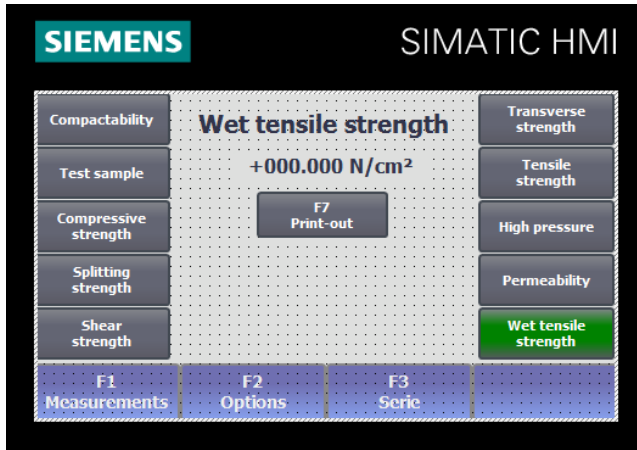 SIEMENS
SIMATIC HMI
Compactability
Test sample
Compressive
strength
Splitting
strength
Shear
strength
Wet tensile strength
+000.000 N/cm²
F7
Print-out
Transverse
strength
Tensile
strength
High pressure
Permeability
Wet tensile
strength
F1
Measurements
F2
Options
F3
Serie